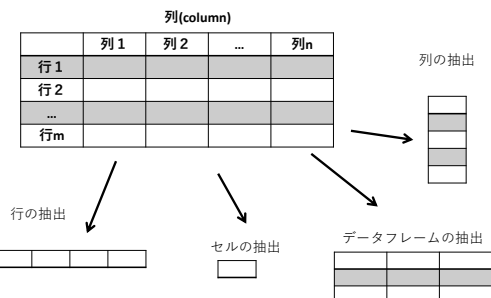 列(column)
列 1 列 2 ... 列n
行 1
行 2
...
行m
列の抽出
行の抽出
セルの抽出
データフレームの抽出